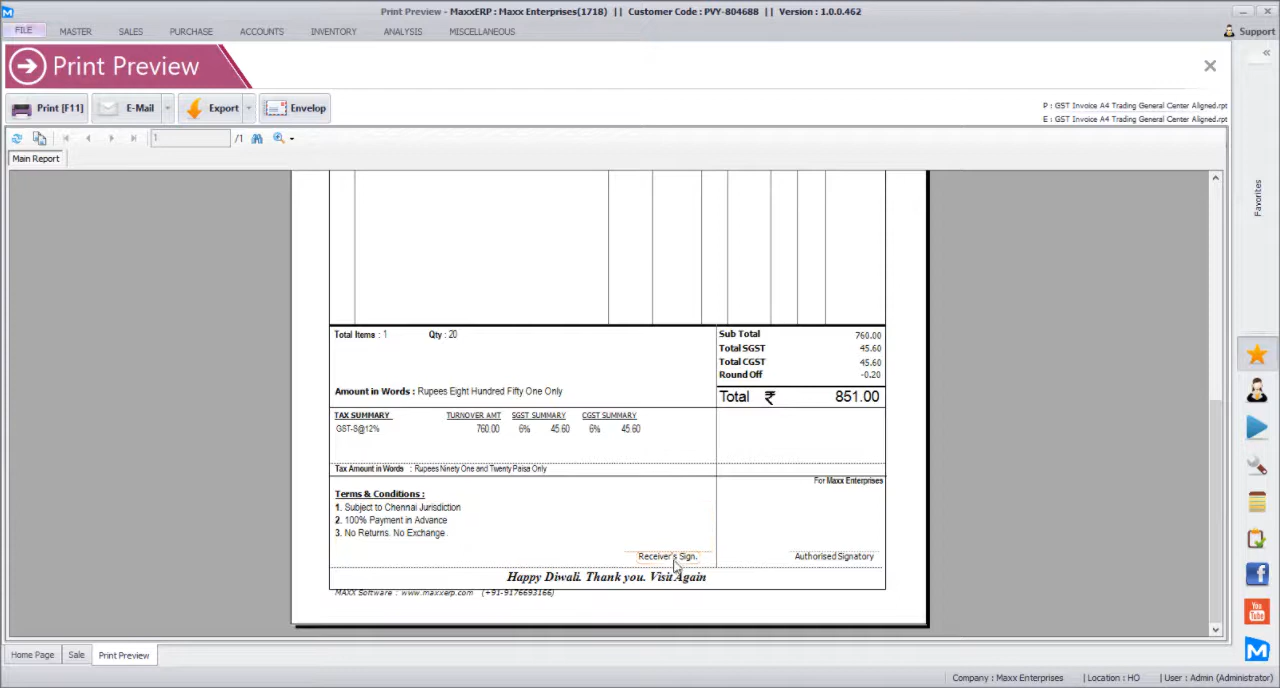 Print Preview - MaxxERP : Maxx Enterprises(1718) || Customer Code : PVY-804688 || Version : 1.0.0.462
FILE MASTER SALES PURCHASE ACCOUNTS INVENTORY ANALYSIS MISCELLANEOUS Support
Print Preview
Print [F11] E-Mail Export Envelop
P : GST Invoice A4 Trading General Center Aligned.rpt
E : GST Invoice A4 Trading General Center Aligned.rpt
1 /1
Main Report
Favorites
Total Items : 1 Qty : 20 Sub Total 760.00
Total SGST 45.60
Total CGST 45.60
Round Off -0.20
Amount in Words : Rupees Eight Hundred Fifty One Only
Total ₹ 851.00
TAX SUMMARY TURNOVER AMT SGST SUMMARY CGST SUMMARY
GST-S@12% 760.00 6% 45.60 6% 45.60
Tax Amount in Words : Rupees Ninety One and Twenty Paisa Only
For Maxx Enterprises
Terms & Conditions :
1. Subject to Chennai Jurisdiction
2. 100% Payment in Advance
3. No Returns. No Exchange.
Receiver's Sign. Authorised Signatory
Happy Diwali. Thank you. Visit Again
MAXX Software : www.maxxerp.com (+91-9176693166)
You Tube
Home Page Sale Print Preview
Company : Maxx Enterprises | Location : HO | User : Admin (Administrator)